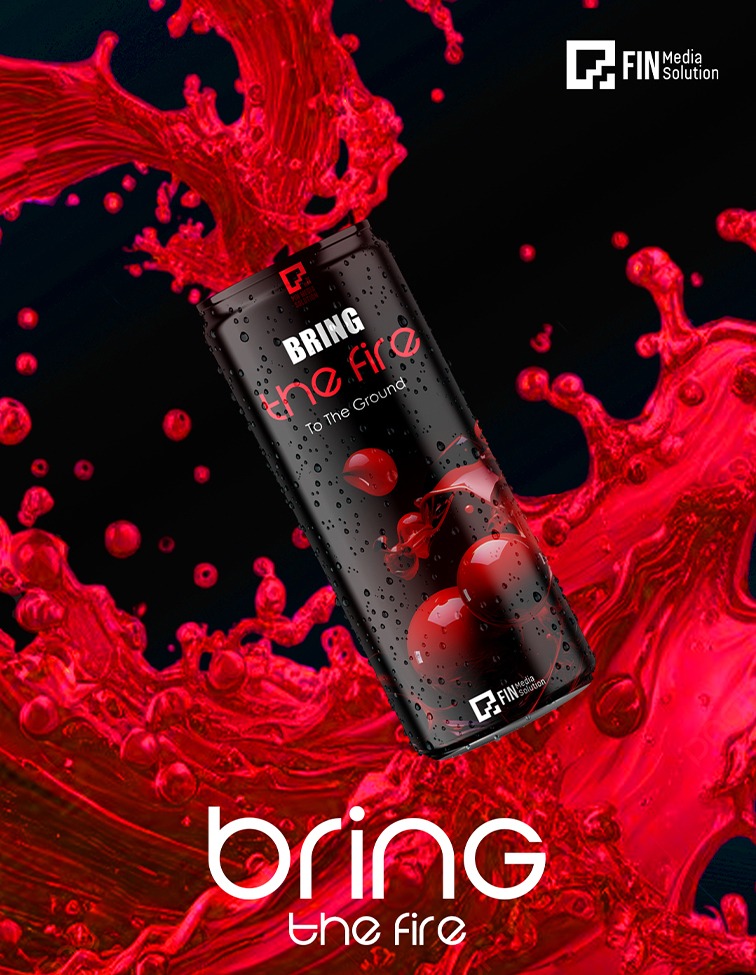 FIN Media Solution
BRING
the fire
To The Ground
FIN Media Solution
bring
the fire